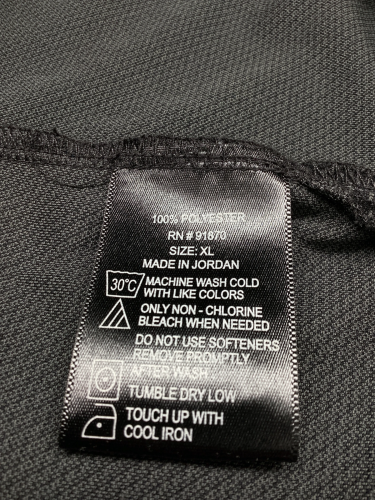 100% POLYESTER
RN # 91670
SIZE: XL
MADE IN JORDAN
30°C MACHINE WASH COLD
WITH LIKE COLORS
ONLY NON - CHLORINE
BLEACH WHEN NEEDED
DO NOT USE SOFTENERS
REMOVE PROMPTLY
AFTER WASH
TUMBLE DRY LOW
TOUCH UP WITH
COOL IRON